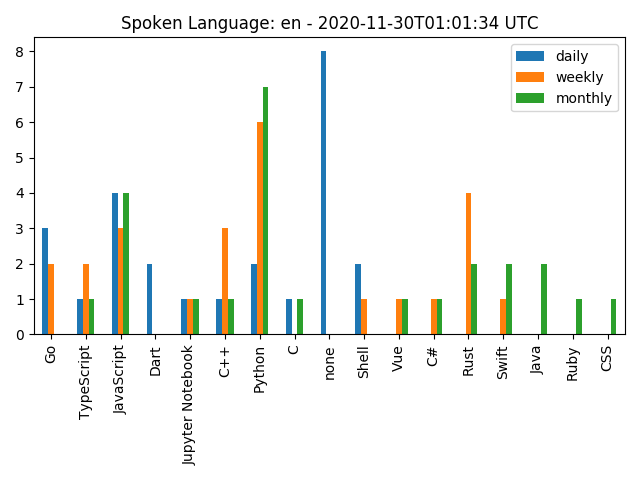 Spoken Language: en - 2020-11-30T01:01:34 UTC
daily
weekly
monthly
8
7
6
5
4
3
2
1
0
Go
TypeScript
JavaScript
Dart
Jupyter Notebook
C++
Python
C
none
Shell
Vue
C#
Rust
Swift
Java
Ruby
CSS